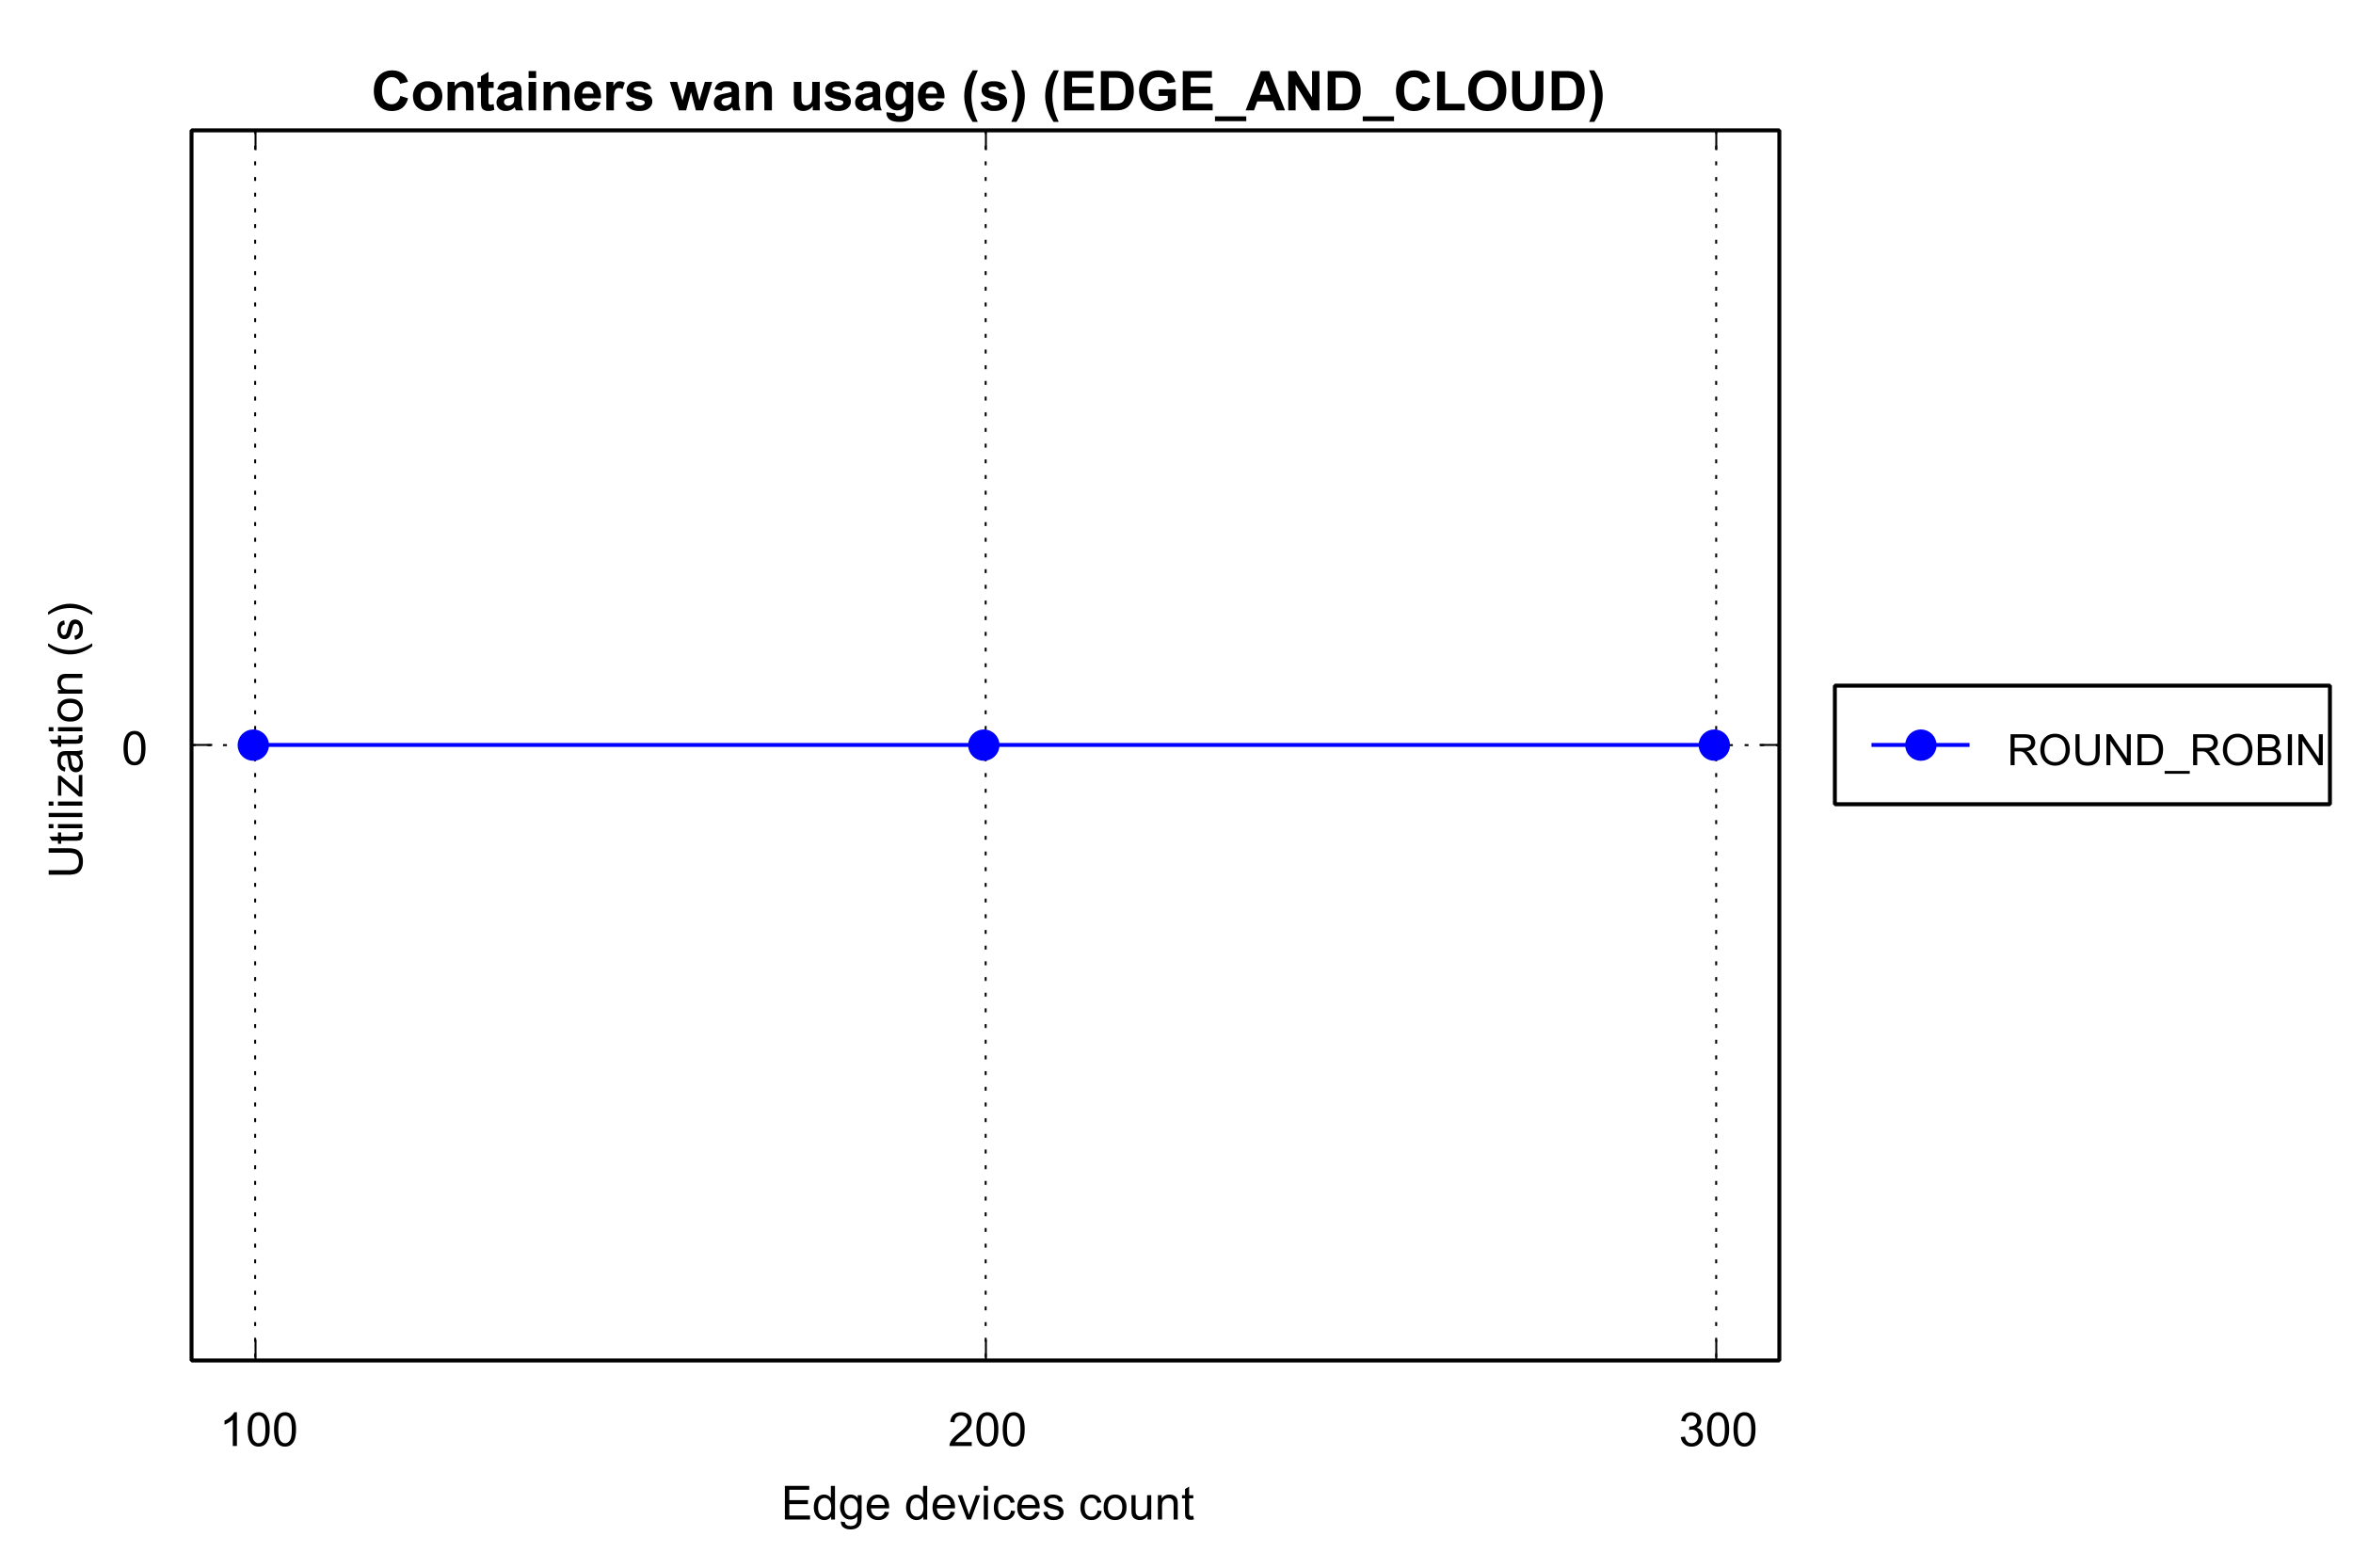 Containers wan usage (s) (EDGE_AND_CLOUD)
Utilization (s)
0
ROUND_ROBIN
100
200
300
Edge devices count